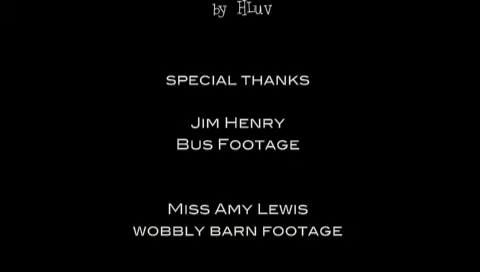 by HLuv
SPECIAL THANKS
JIM HENRY
BUS FOOTAGE
MISS AMY LEWIS
WOBBLY BARN FOOTAGE